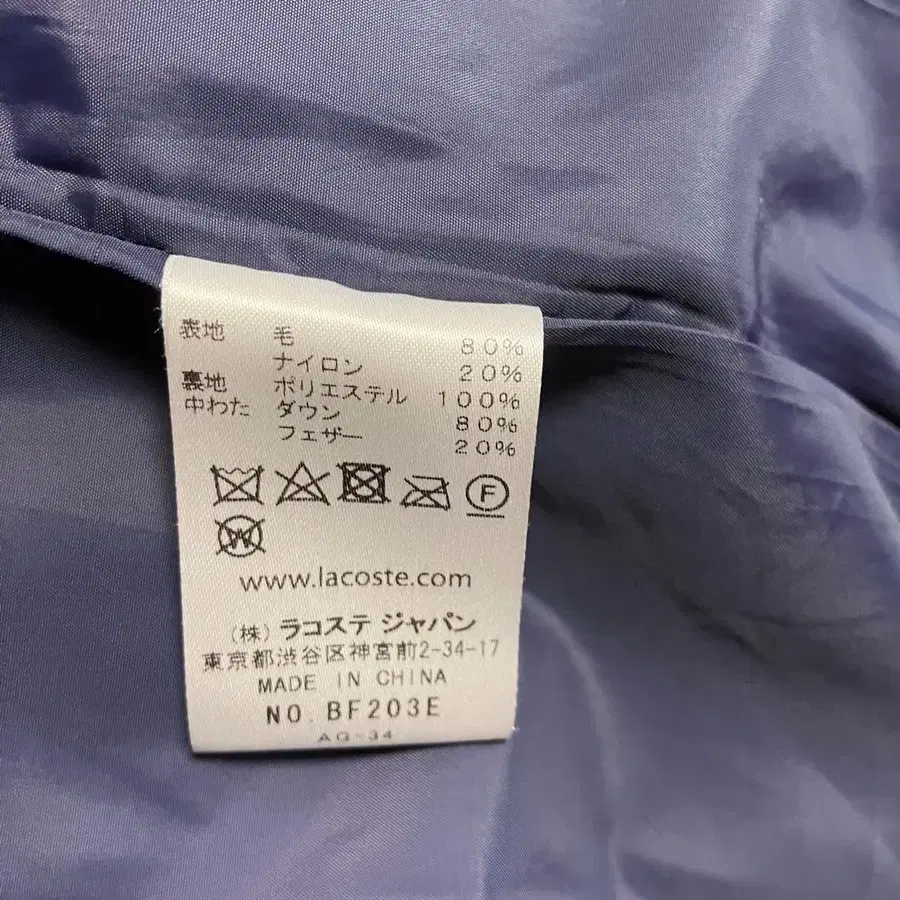 表地 毛 80%
ナイロン 20%
裏地 ポリエステル 100%
中わた ダウン 80%
フェザー 20%
F
W
www.lacoste.com
(株) ラコステ ジャパン
東京都渋谷区神宮前2-34-17
MADE IN CHINA
NO. BF203E
AG-34